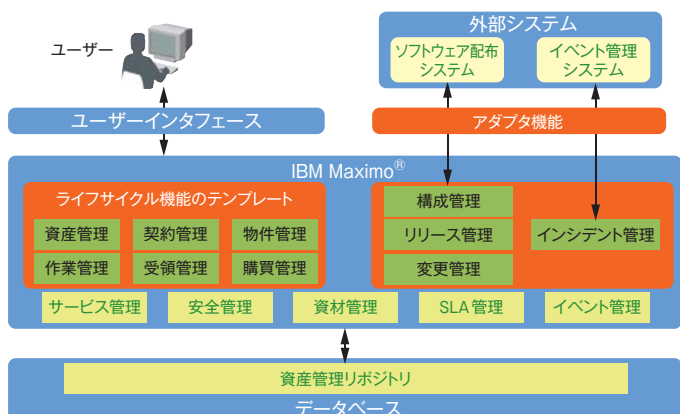 ユーザー
外部システム
ソフトウェア配布
システム
イベント管理
システム
ユーザーインタフェース
アダプタ機能
IBM Maximo®
ライフサイクル機能のテンプレート
資産管理
契約管理
物件管理
作業管理
受領管理
購買管理
構成管理
リリース管理
変更管理
インシデント管理
サービス管理
安全管理
資材管理
SLA管理
イベント管理
資産管理リポジトリ
データベース